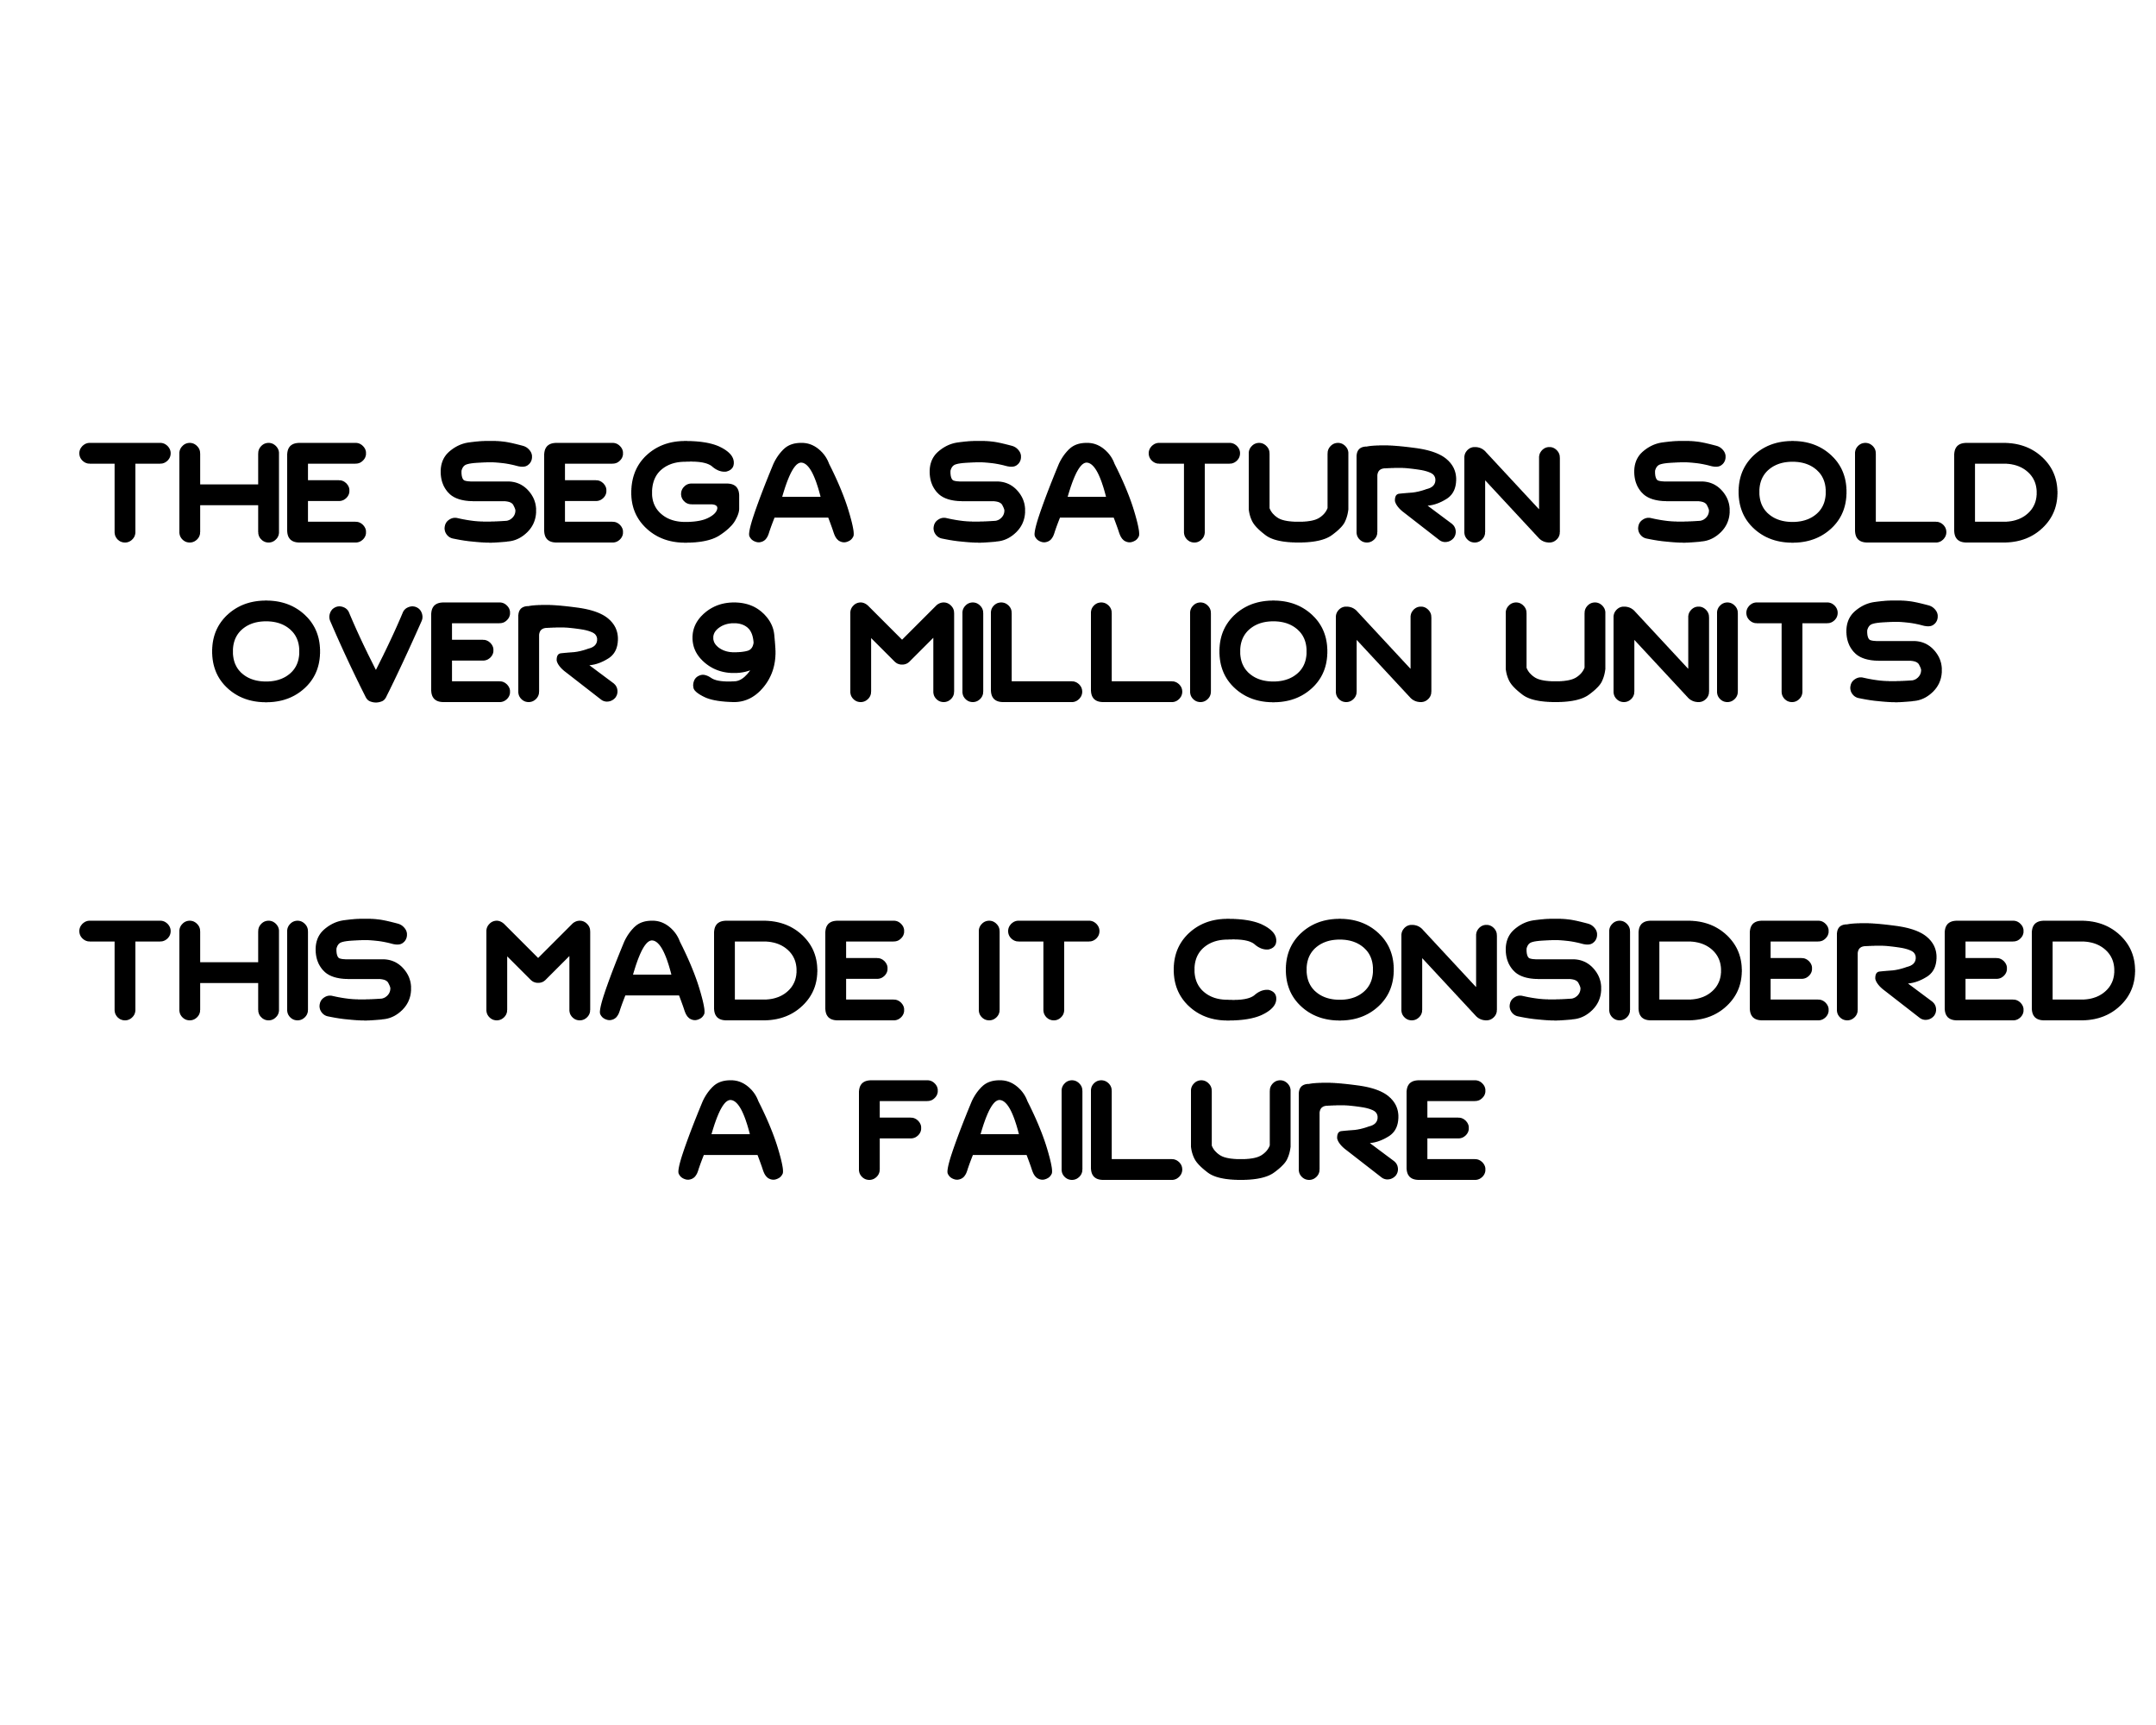 THE SEGA SATURN SOLD
OVER 9 MILLION UNITS
THIS MADE IT CONSIDERED
A FAILURE